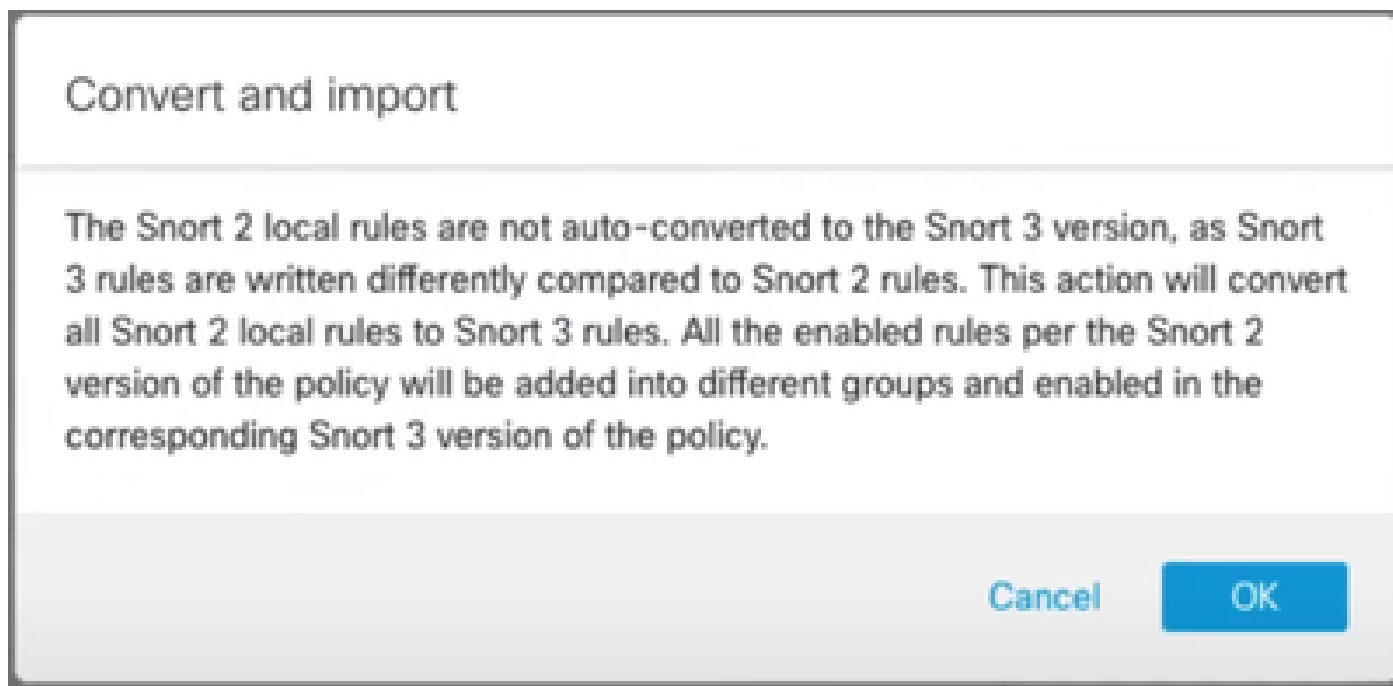 Convert and import
The Snort 2 local rules are not auto-converted to the Snort 3 version, as Snort
3 rules are written differently compared to Snort 2 rules. This action will convert
all Snort 2 local rules to Snort 3 rules. All the enabled rules per the Snort 2
version of the policy will be added into different groups and enabled in the
corresponding Snort 3 version of the policy.
Cancel OK